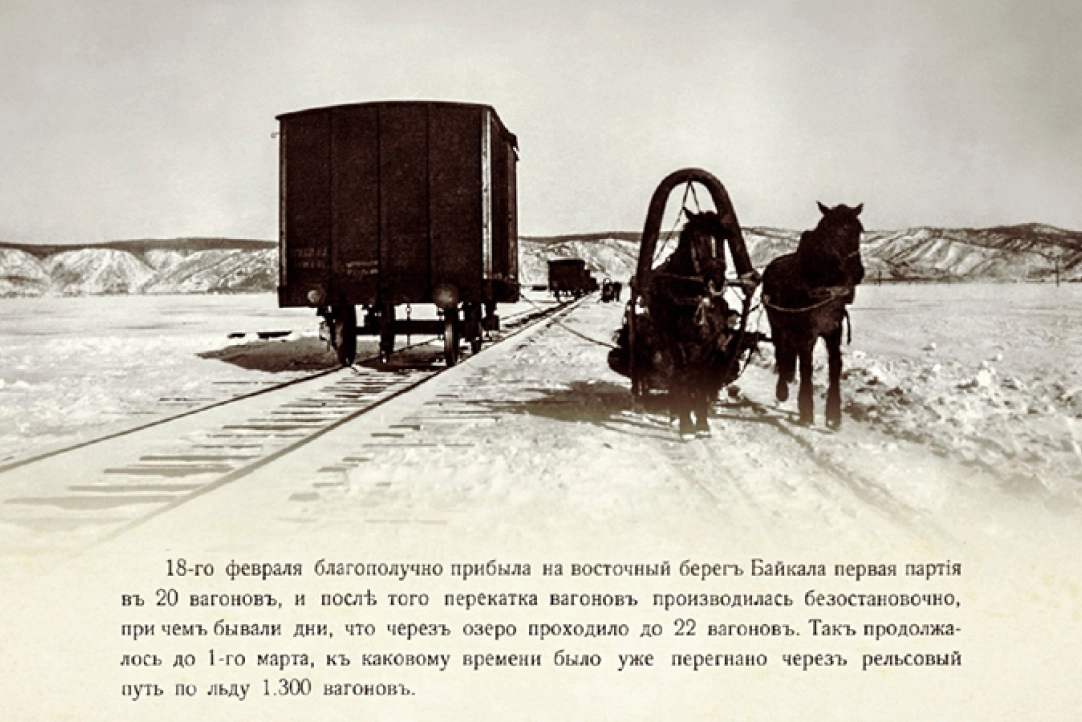 18-го февраля благополучно прибыла на восточный берегъ Байкала первая партія
въ 20 вагоновъ, и послѣ того перекатка вагоновъ производилась безостановочно,
при чемъ бывали дни, что черезъ озеро проходило до 22 вагоновъ. Такъ продолжа-
лось до 1-го марта, къ каковому времени было уже перегнано черезъ рельсовый
путь по льду 1.300 вагоновъ.